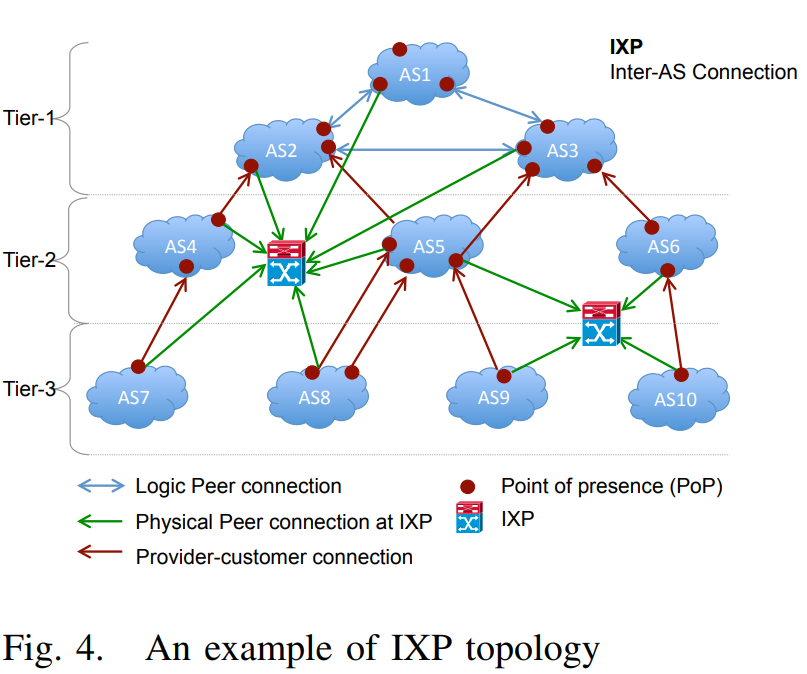 IXP
Inter-AS Connection
AS1
Tier-1
AS2
AS3
AS4
AS5
AS6
Tier-2
Tier-3
AS7
AS8
AS9
AS10
Logic Peer connection
Point of presence (PoP)
Physical Peer connection at IXP
IXP
Provider-customer connection
Fig. 4. An example of IXP topology